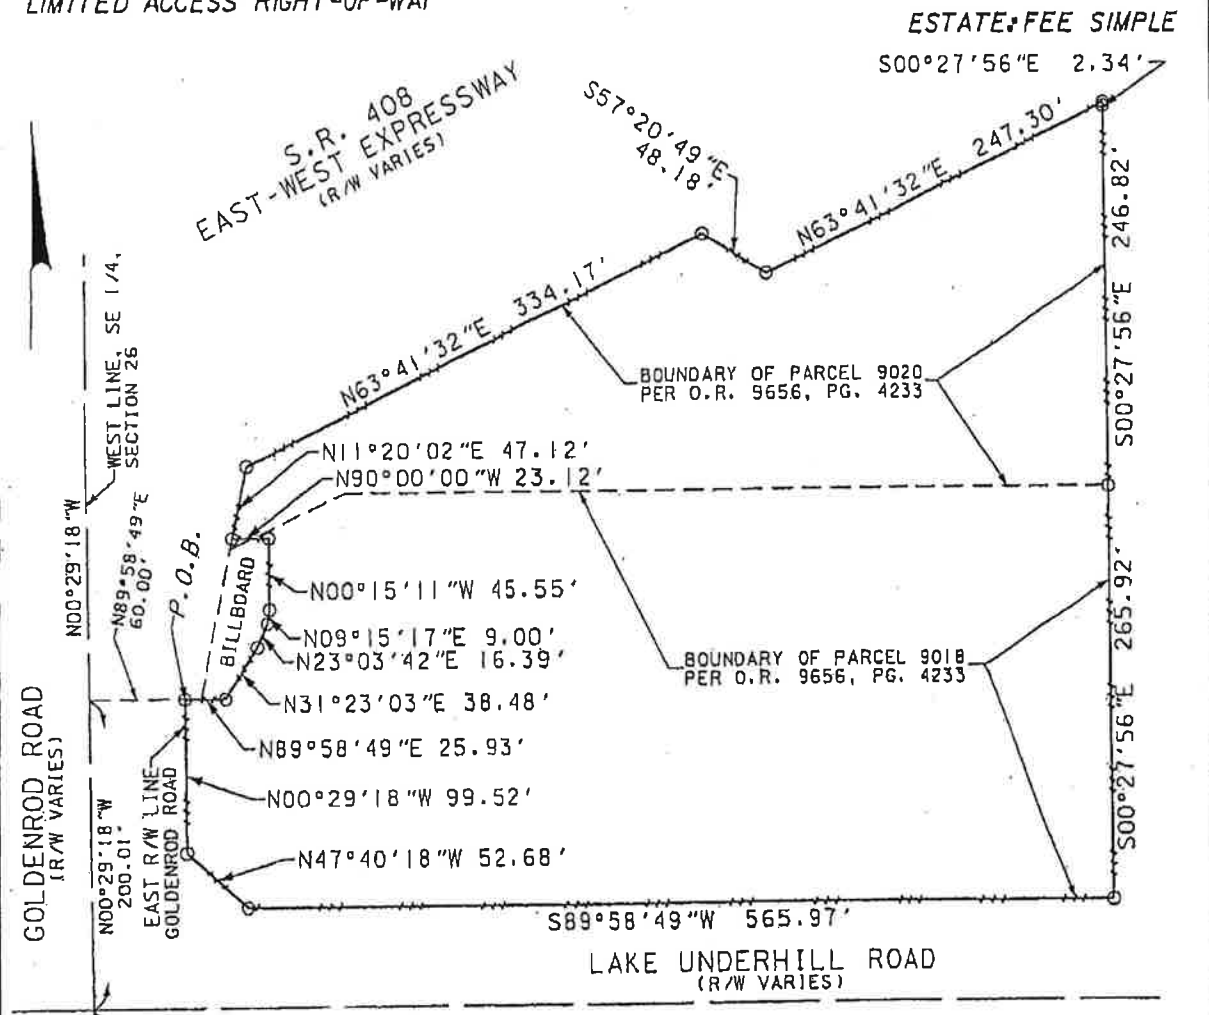 LIMITED ACCESS RIGHT-OF-WAY
ESTATE: FEE SIMPLE
S00°27'56"E 2.34'
S.R. 408
EAST-WEST EXPRESSWAY
(R/W VARIES)
S57°20'49"E
48.18'
N63°41'32"E 247.30'
S00°27'56"E 246.82'
N63°41'32"E 334.17'
BOUNDARY OF PARCEL 9020
PER O.R. 9656, PG. 4233
WEST LINE, SE 1/4,
SECTION 26
N11°20'02"E 47.12'
N90°00'00"W 23.12'
N00°29'18"W
N89°58'49"E
60.00'
P.O.B.
BILLBOARD
N00°15'11"W 45.55'
N09°15'17"E 9.00'
N23°03'42"E 16.39'
N31°23'03"E 38.48'
N89°58'49"E 25.93'
BOUNDARY OF PARCEL 9018
PER O.R. 9656, PG. 4233
S00°27'56"E 265.92'
GOLDENROD ROAD
(R/W VARIES)
N00°29'18"W
200.01'
EAST R/W LINE
GOLDENROD ROAD
N00°29'18"W 99.52'
N47°40'18"W 52.68'
S89°58'49"W 565.97'
LAKE UNDERHILL ROAD
(R/W VARIES)